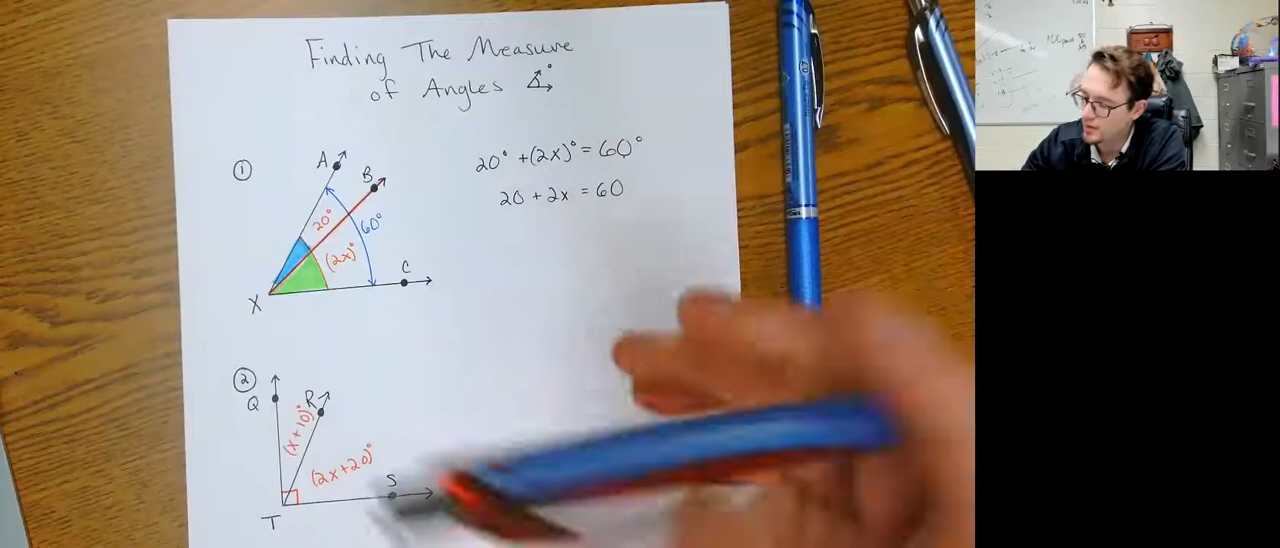 Finding The Measure
of Angles
①
A
B
20°
60°
(2x)°
C
X
20° + (2x)° = 60°
20 + 2x = 60
②
Q
R
(x+10)°
(2x+20)°
S
T